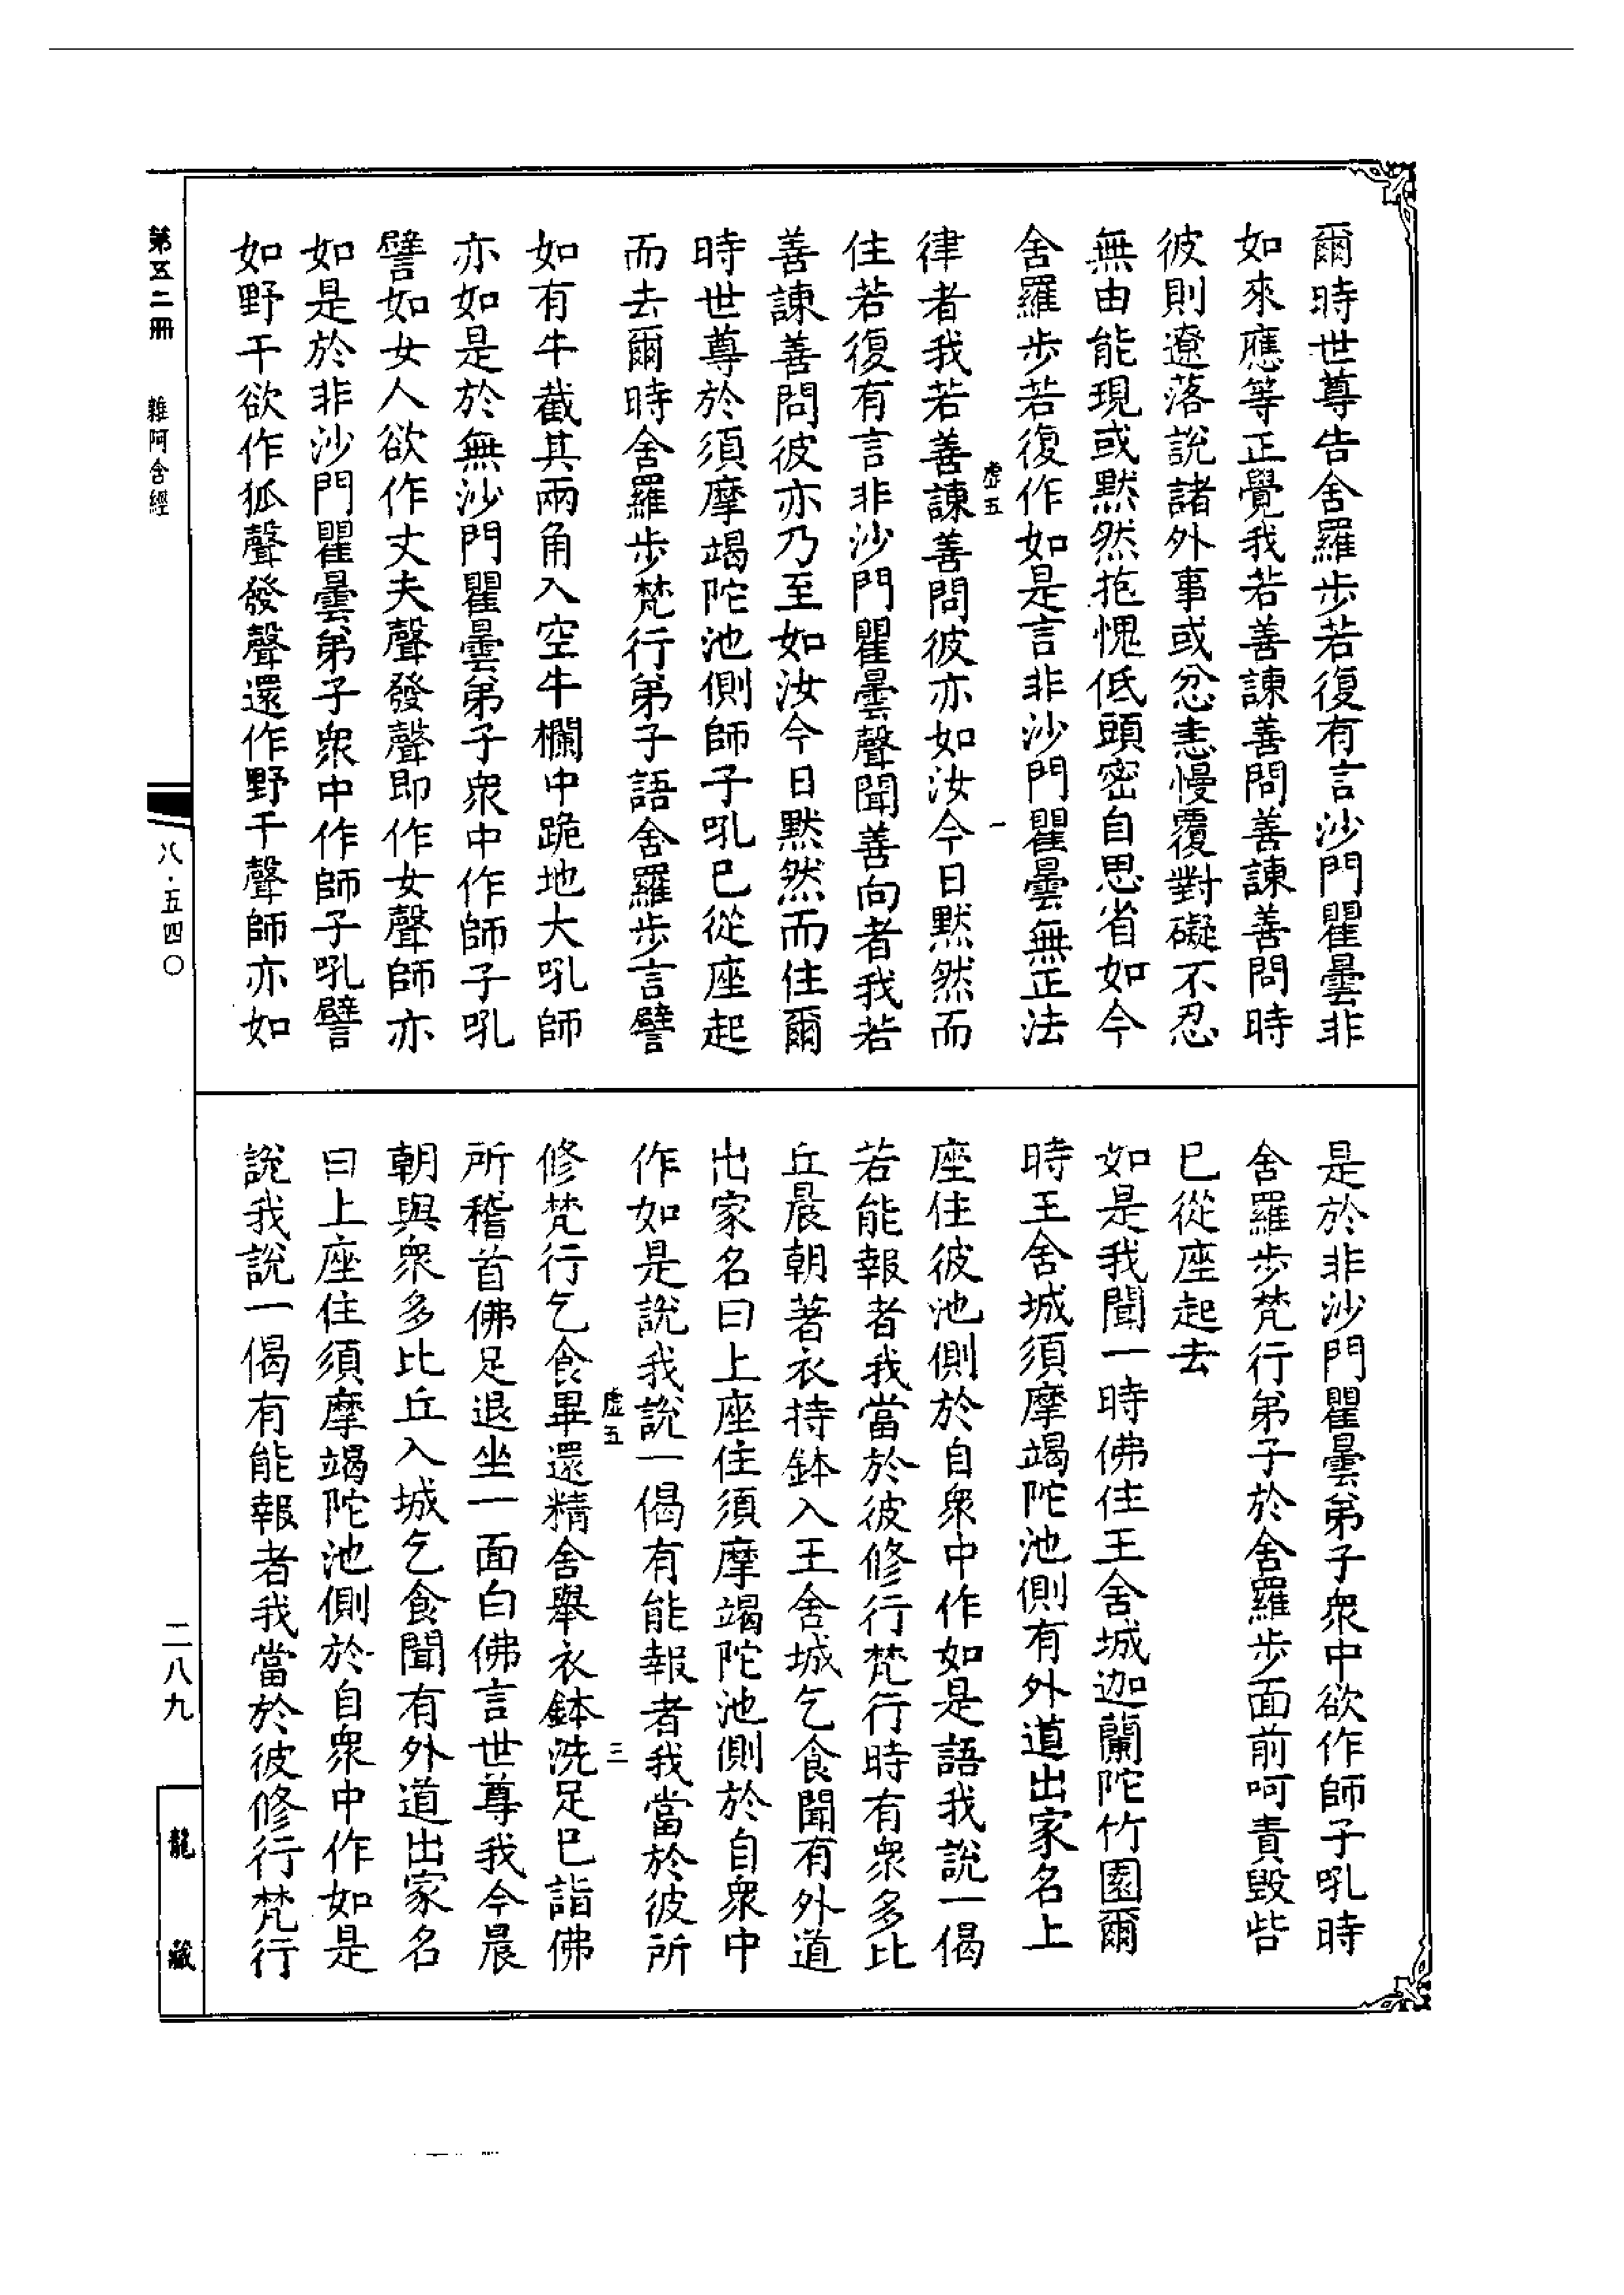 爾時世尊告舍羅步若復有言沙門瞿曇非
如來應等正覺我若善諫善問善諫善問時
彼則遼落說諸外事或忿恚慢覆對礙不忍
無由能現或默然抱愧低頭密自思省如今
舍羅步若復作如是言非沙門瞿曇無正法
虛五 一
律者我若善諫善問彼亦如汝今日默然而
住若復有言非沙門瞿曇聲聞善向者我若
善諫善問彼亦乃至如汝今日默然而住爾
時世尊於須摩竭陀池側師子吼已從座起
而去爾時舍羅步梵行弟子語舍羅步言譬
如有牛截其兩角入空牛欄中跪地大吼師
亦如是於無沙門瞿曇弟子衆中作師子吼
譬如女人欲作丈夫聲發聲即作女聲師亦
如是於非沙門瞿曇弟子衆中作師子吼譬
如野干欲作狐聲發聲還作野干聲師亦如
是於非沙門瞿曇弟子衆中欲作師子吼時
舍羅步梵行弟子於舍羅步面前呵責毀呰
已從座起去
如是我聞一時佛住王舍城迦蘭陀竹園爾
時王舍城須摩竭陀池側有外道出家名上
座住彼池側於自衆中作如是語我說一偈
若能報者我當於彼修行梵行時有衆多比
丘晨朝著衣持鉢入王舍城乞食聞有外道
出家名曰上座住須摩竭陀池側於自衆中
作如是說我說一偈有能報者我當於彼所
虛五 三
修梵行乞食畢還精舍舉衣鉢洗足已詣佛
所稽首佛足退坐一面白佛言世尊我今晨
朝與衆多比丘入城乞食聞有外道出家名
曰上座住須摩竭陀池側於自衆中作如是
說我說一偈有能報者我當於彼修行梵行
第五二冊 雜阿含經
八·五四〇
二八九
龍藏